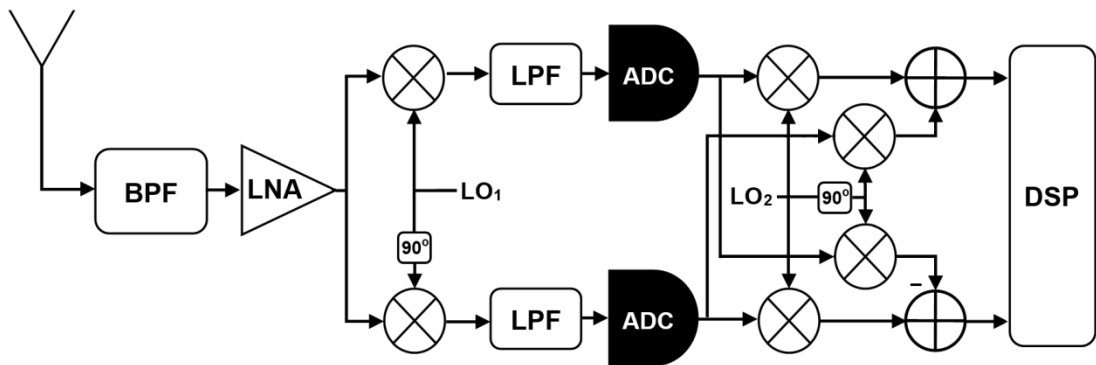 LPF
ADC
BPF
LNA
LO₁
90°
LO₂
90°
DSP
LPF
ADC
–